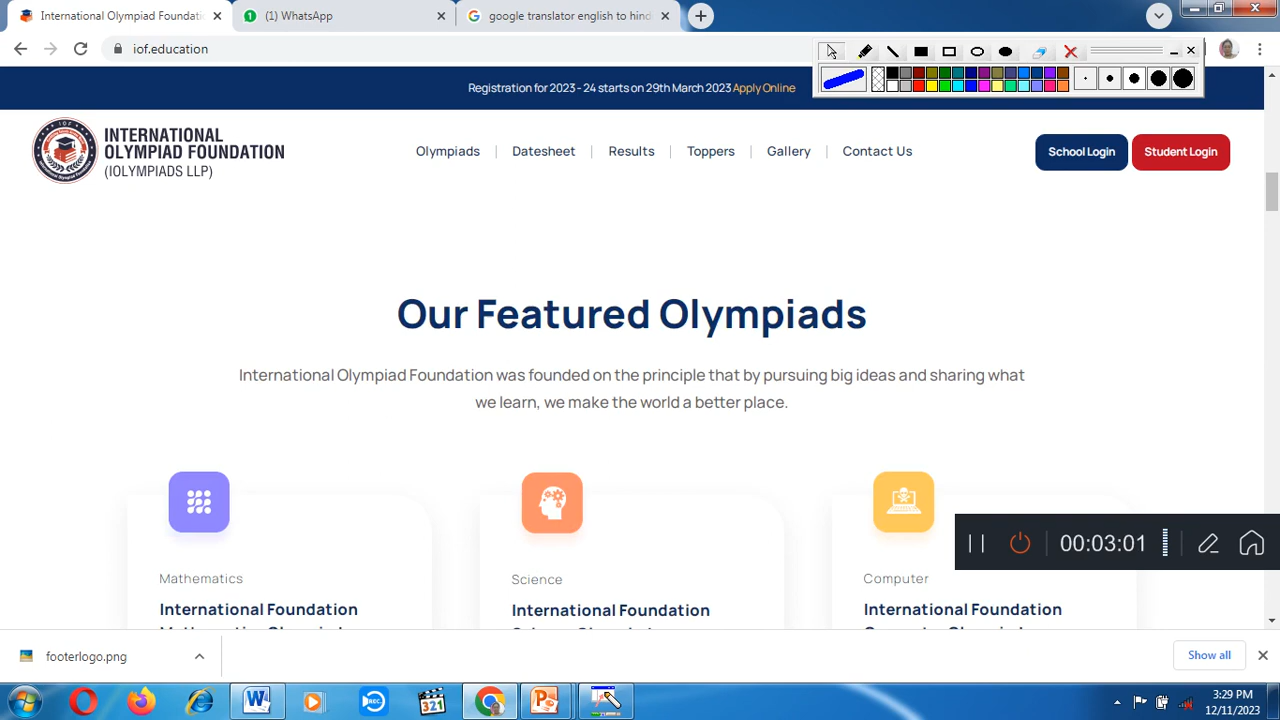 International Olympiad Foundatio
(1) WhatsApp
google translator english to hind
iof.education
Registration for 2023 - 24 starts on 29th March 2023 Apply Online
INTERNATIONAL
OLYMPIAD FOUNDATION
(IOLYMPIADS LLP)
Olympiads
Datesheet
Results
Toppers
Gallery
Contact Us
School Login
Student Login
Our Featured Olympiads
International Olympiad Foundation was founded on the principle that by pursuing big ideas and sharing what
we learn, we make the world a better place.
Mathematics
Science
Computer
International Foundation
International Foundation
International Foundation
00:03:01
footerlogo.png
Show all
REC
321
3:29 PM
12/11/2023